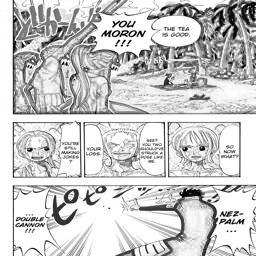 THE TEA
IS GOOD.
YOU
MORON
!!!
SO
NOW
WHAT?
YOU TWO
SHOULD'VE
STRUCK A
POSE LIKE
ME.
YOUR
LOSS.
YOU'RE
STILL
MAKING
JOKES
NEZ-
PALM
...
...
DOUBLE
CANNON!!!